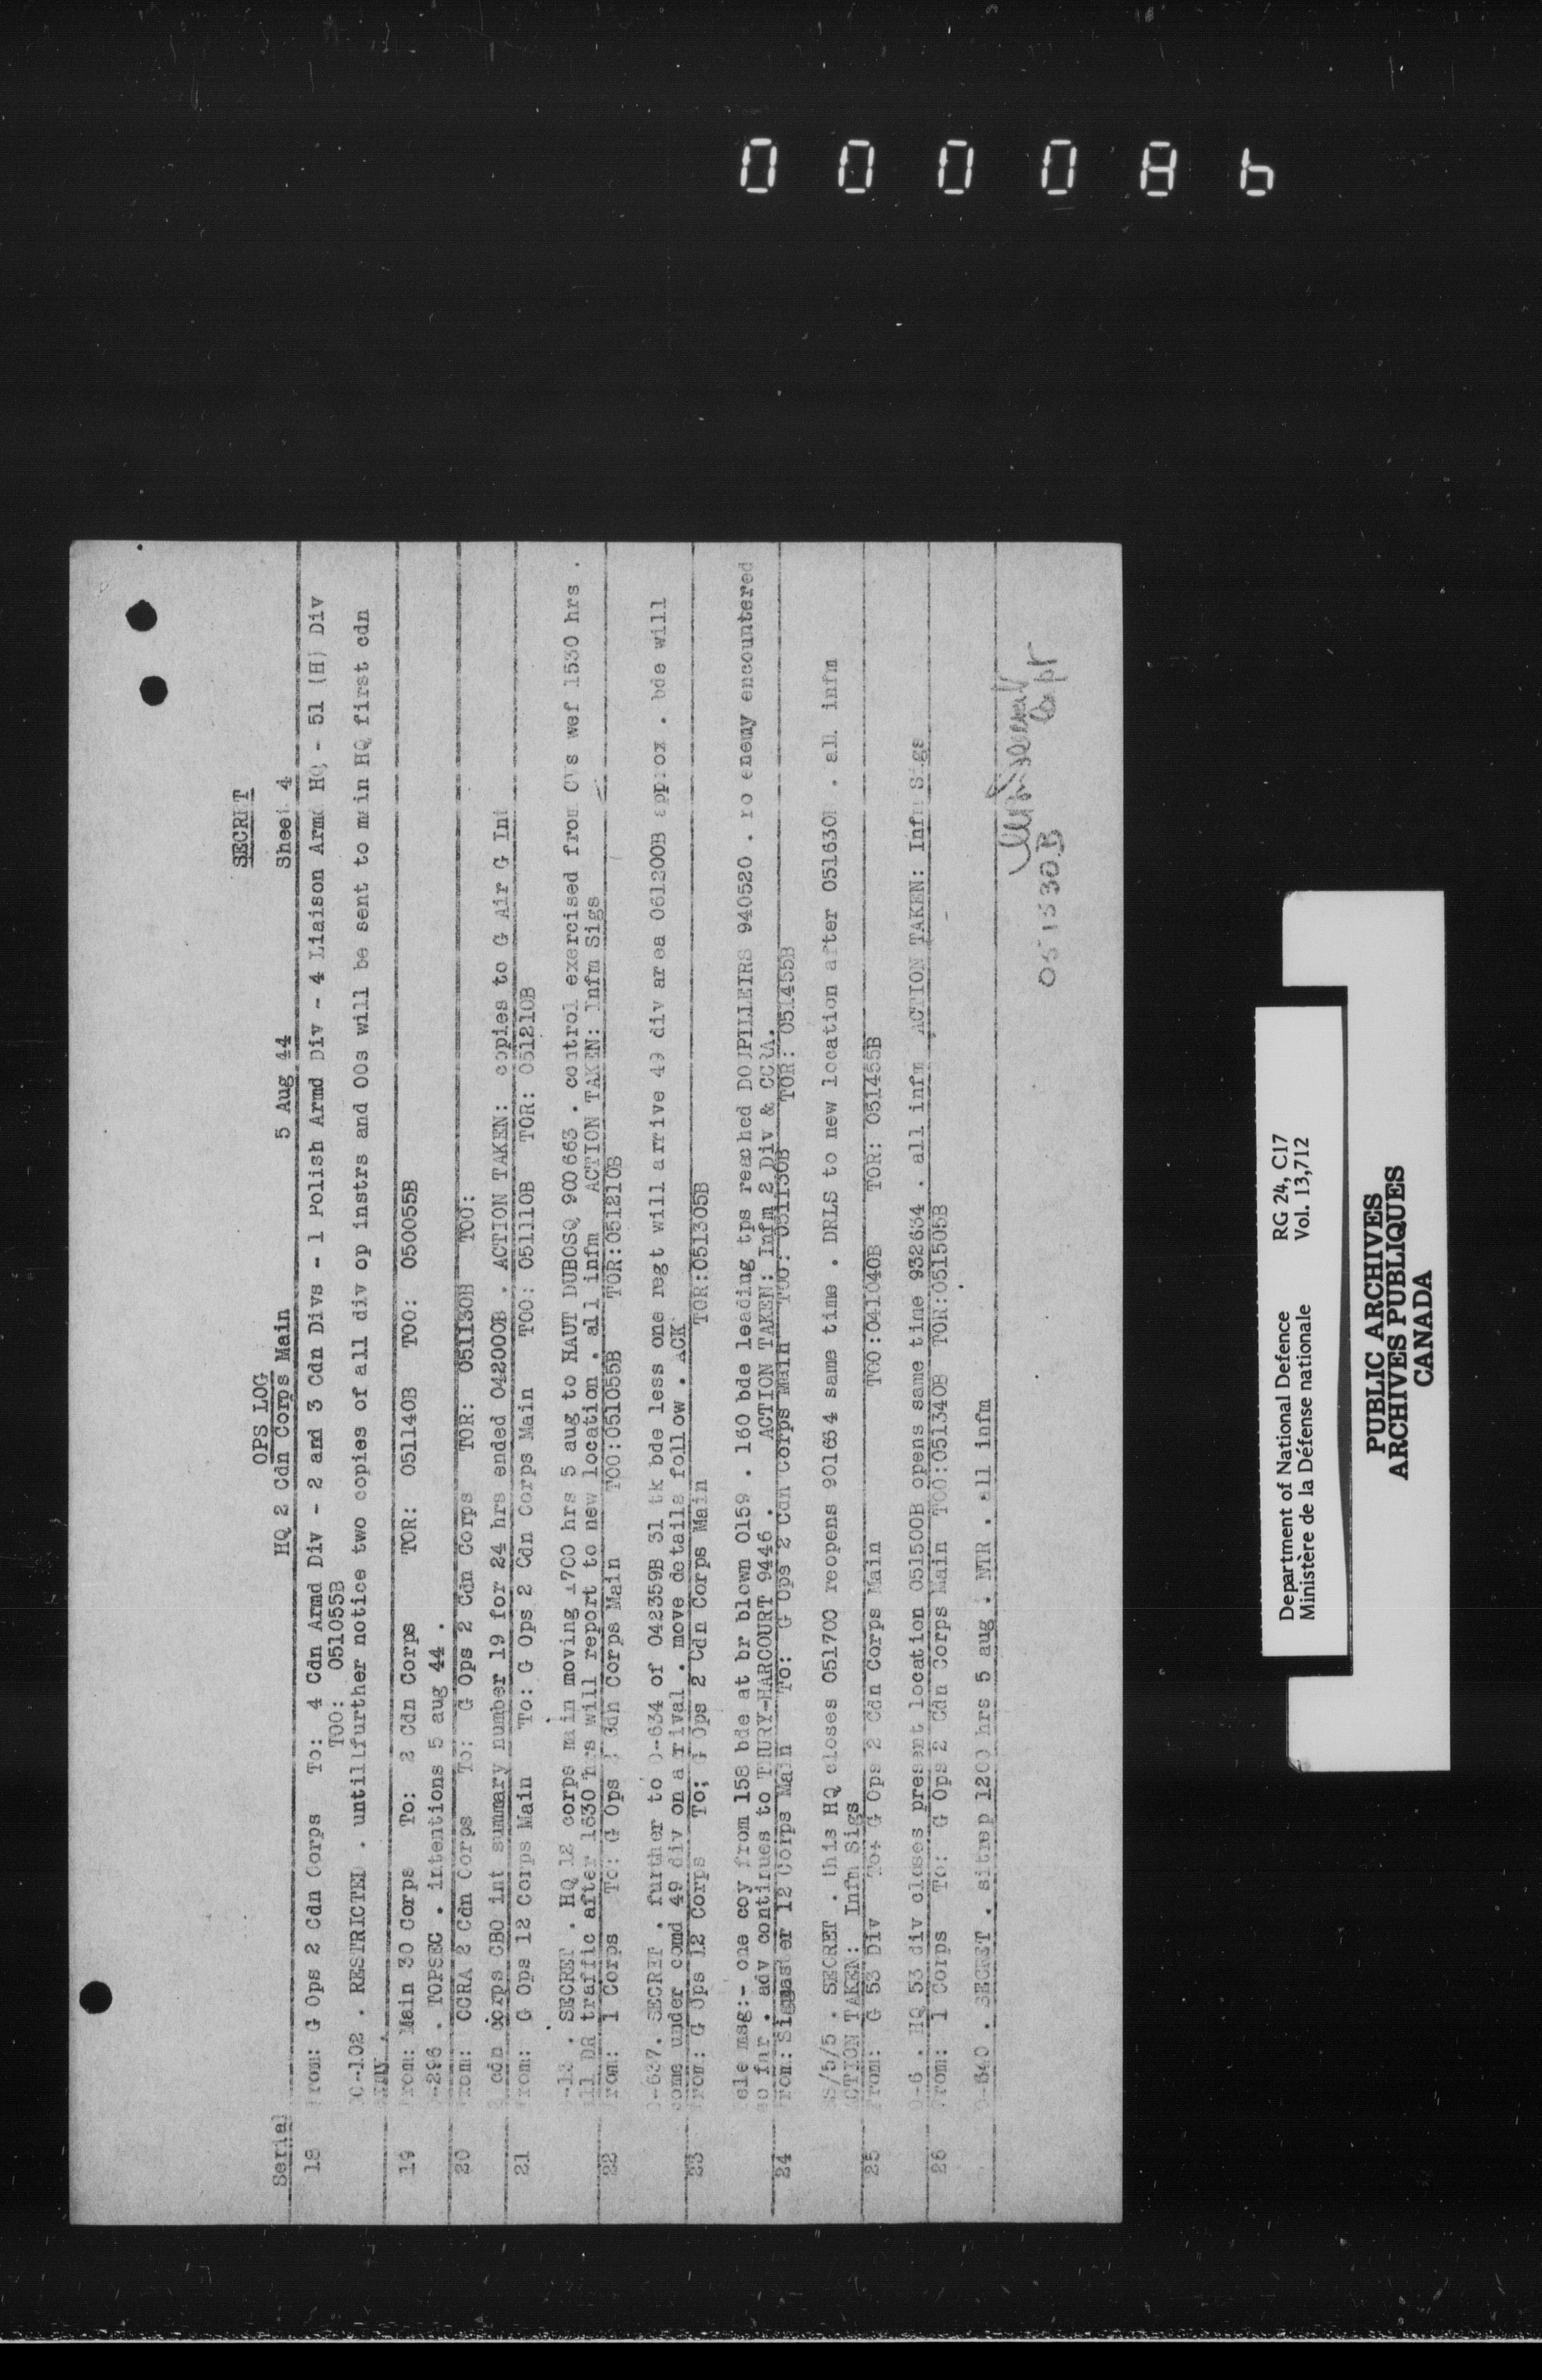 SECRET
OPS LOG
Serial HQ 2 Cdn Corps Main 5 Aug 44 Sheet 4
18 From: G Ops 2 Cdn Corps To: 4 Cdn Armd Div - 2 and 3 Cdn Divs - 1 Polish Armd Div - 4 Liaison Armd HQ - 51 (H) Div
TOO: 051055B
-102 . RESTRICTED . untill further notice two copies of all div op instrs and OOs will be sent to main HQ first cdn
army .
19 From: Main 30 Corps To: 2 Cdn Corps TOR: 051140B TOO: 050055B
-296 . TOPSEC . intentions 5 aug 44 .
20 From: CCRA 2 Cdn Corps To: G Ops 2 Cdn Corps TOR: 051130B TOO:
2 cdn corps CBO int summary number 19 for 24 hrs ended 042000B . ACTION TAKEN: copies to G Air G Int
21 From: G Ops 12 Corps Main To: G Ops 2 Cdn Corps Main TOO: 051110B TOR: 051210B
-13 . SECRET . HQ 12 corps main moving 1700 hrs 5 aug to HAUT DUBOSQ 900663 . control exercised from CVs wef 1530 hrs .
all DR traffic after 1630 hrs will report to new location . all infm ACTION TAKEN: Infm Sigs
22 From: 1 Corps To: G Ops 2 Cdn Corps Main TOO:051055B TOR:051210B
O-637. SECRET . further to O-634 of 042359B 31 tk bde less one regt will arrive 49 div area 061200B approx . bde will
come under comd 49 div on arrival . move details follow . ACK
23 From: G Ops 12 Corps To; G Ops 2 Cdn Corps Main TOR:051305B
Tele msg:- one coy from 158 bde at br blown 0159 . 160 bde leading tps reached DOUPILLEIRS 940520 . no enemy encountered
so far . adv continues to THURY-HARCOURT 9446 . ACTION TAKEN: Infm 2 Div & CCRA.
24 From: Sigmaster 12 Corps Main To: G Ops 2 Cdn Corps Main TOO: 051130B TOR: 051455B
/5/5 . SECRET . this HQ closes 051700 reopens 901664 same time . DRLS to new location after 051630B . all infm
ACTION TAKEN: Infm Sigs
25 From: G 53 Div To: G Ops 2 Cdn Corps Main TOO:041040B TOR: 051455B
O-6 . HQ 53 div closes present location 051500B opens same time 932634 . all infm ACTION TAKEN: Infm Sigs
26 From: 1 Corps To: G Ops 2 Cdn Corps Main TOO:051340B TOR:051505B
O-640 . SECRET . sitrep 1200 hrs 5 aug . NTR . all infm
Capt
051530B
Department of National Defence RG 24, C17
Ministère de la Défense nationale Vol. 13,712
PUBLIC ARCHIVES
ARCHIVES PUBLIQUES
CANADA